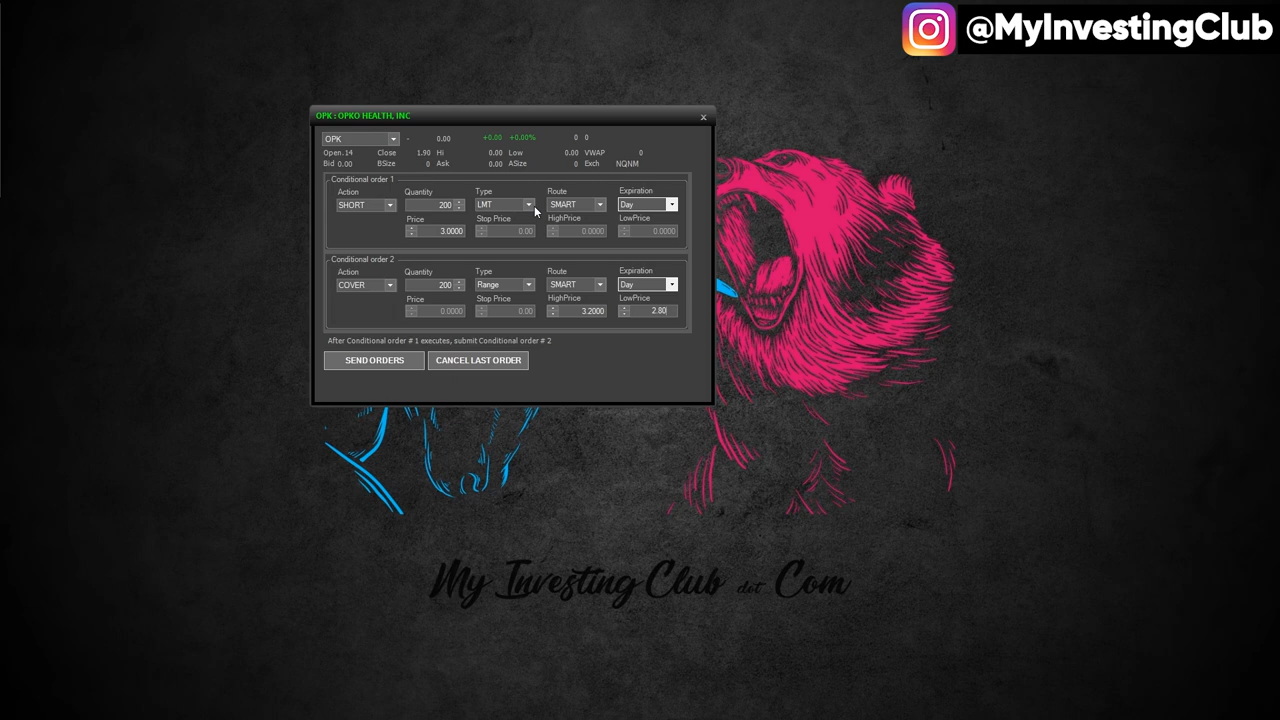 @MyInvestingClub
OPK : OPKO HEALTH, INC x
OPK - 0.00 +0.00 +0.00% 0 0
Open.14 Close 1.90 Hi 0.00 Low 0.00 VWAP 0
Bid 0.00 BSize 0 Ask 0.00 ASize 0 Exch NQNM
Conditional order 1
Action Quantity Type Route Expiration
SHORT 200 LMT SMART Day
Price Stop Price HighPrice LowPrice
3.0000 0.00 0.0000 0.0000
Conditional order 2
Action Quantity Type Route Expiration
COVER 200 Range SMART Day
Price Stop Price HighPrice LowPrice
0.0000 0.00 3.2000 2.80
After Conditional order # 1 executes, submit Conditional order # 2
SEND ORDERS CANCEL LAST ORDER
My Investing Club dot Com